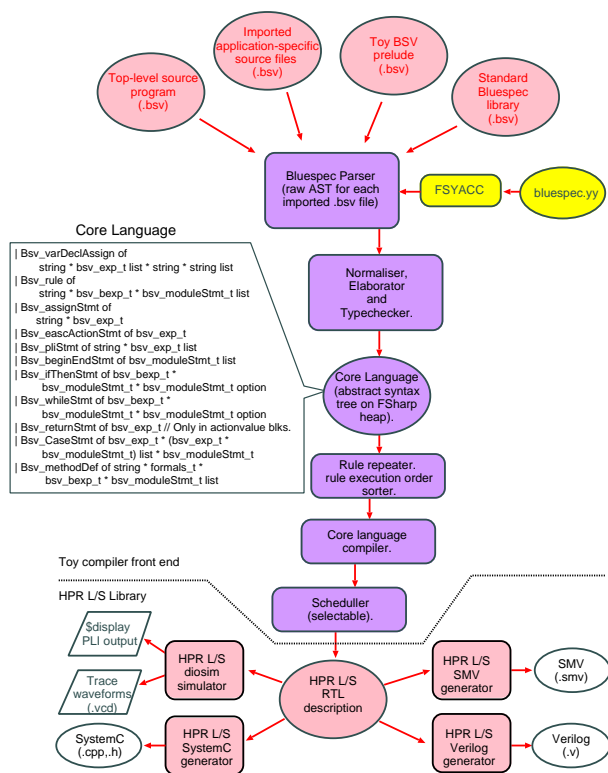 Imported
application-specific
source files
(.bsv)
Toy BSV
prelude
(.bsv)
Top-level source
program
(.bsv)
Standard
Bluespec
library
(.bsv)
Bluespec Parser
(raw AST for each
imported .bsv file)
FSYACC
bluespec.yy
Core Language
| Bsv_varDeclAssign of
string * bsv_exp_t list * string * string list
| Bsv_rule of
string * bsv_bexp_t * bsv_moduleStmt_t list
| Bsv_assignStmt of
string * bsv_exp_t
| Bsv_eascActionStmt of bsv_exp_t
| Bsv_pliStmt of string * bsv_exp_t list
| Bsv_beginEndStmt of bsv_moduleStmt_t list
| Bsv_ifThenStmt of bsv_bexp_t *
bsv_moduleStmt_t * bsv_moduleStmt_t option
| Bsv_whileStmt of bsv_bexp_t *
bsv_moduleStmt_t * bsv_moduleStmt_t option
| Bsv_returnStmt of bsv_exp_t // Only in actionvalue blks.
| Bsv_CaseStmt of bsv_exp_t * (bsv_exp_t *
bsv_moduleStmt_t) list * bsv_moduleStmt_t
| Bsv_methodDef of string * formals_t *
bsv_bexp_t * bsv_moduleStmt_t list
Normaliser,
Elaborator
and
Typechecker.
Core Language
(abstract syntax
tree on FSharp
heap).
Rule repeater.
rule execution order
sorter.
Core language
compiler.
Toy compiler front end
HPR L/S Library
Scheduller
(selectable).
$display
PLI output
Trace
waveforms
(.vcd)
HPR L/S
diosim
simulator
HPR L/S
RTL
description
HPR L/S
SMV
generator
SMV
(.smv)
SystemC
(.cpp,.h)
HPR L/S
SystemC
generator
HPR L/S
Verilog
generator
Verilog
(.v)